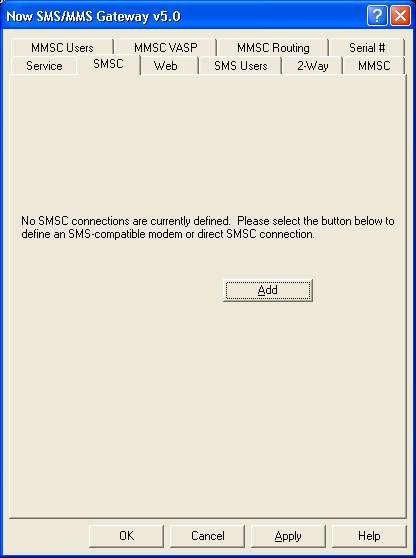 Now SMS/MMS Gateway v5.0
MMSC Users MMSC VASP MMSC Routing Serial #
Service SMSC Web SMS Users 2-Way MMSC
No SMSC connections are currently defined. Please select the button below to
define an SMS-compatible modem or direct SMSC connection.
Add
OK Cancel Apply Help